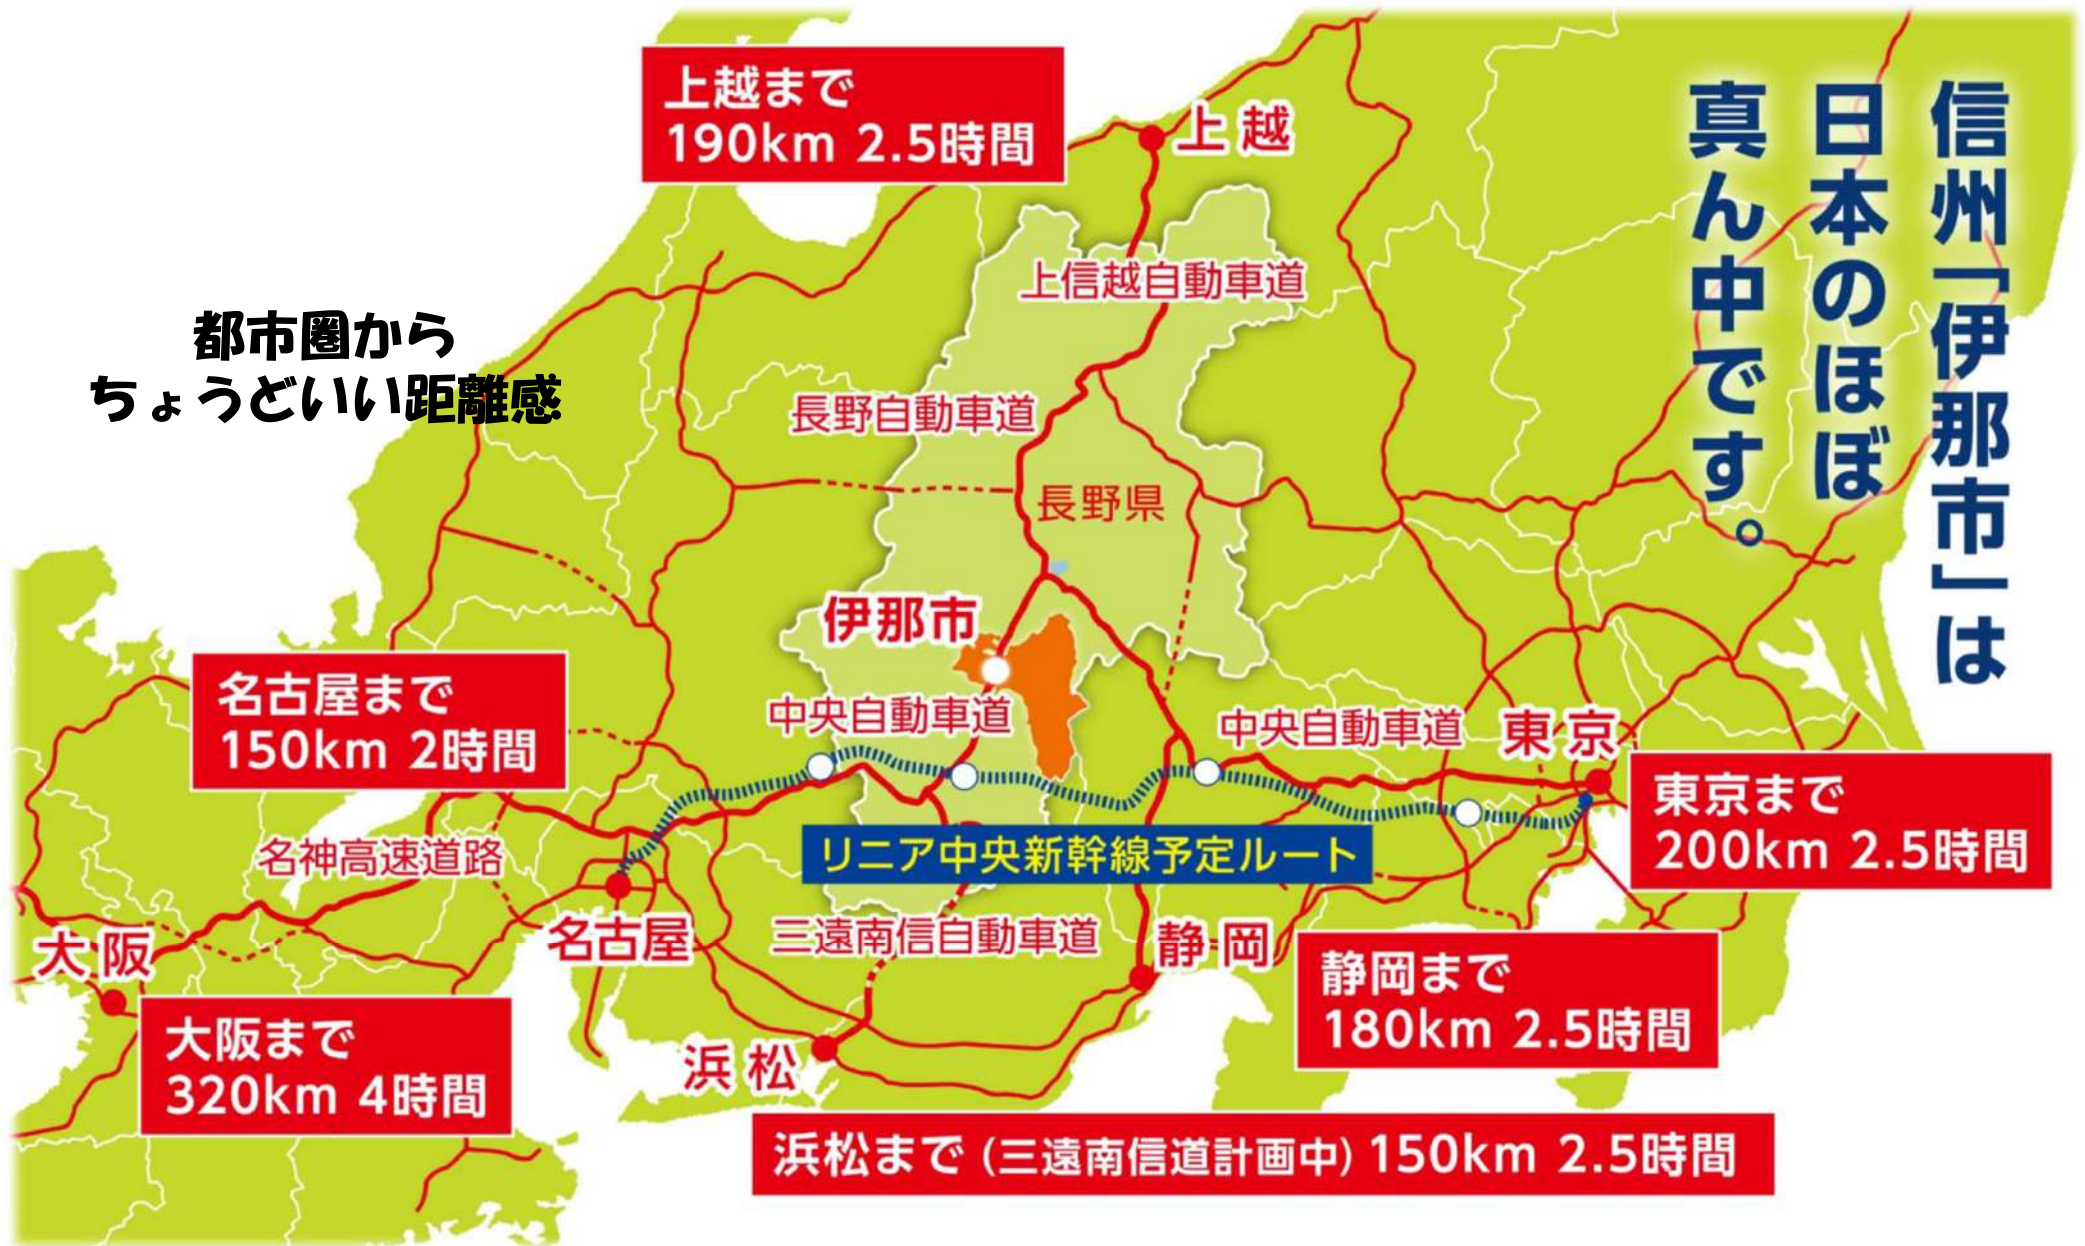 信州「伊那市」は
日本のほぼ
真ん中です。
上越まで
190km 2.5時間
上越
上信越自動車道
都市圏から
ちょうどいい距離感
長野自動車道
長野県
伊那市
名古屋まで
150km 2時間
中央自動車道
中央自動車道
東京
東京まで
200km 2.5時間
名神高速道路
リニア中央新幹線予定ルート
名古屋
三遠南信自動車道
静岡
大阪
静岡まで
180km 2.5時間
大阪まで
320km 4時間
浜松
浜松まで(三遠南信道計画中)150km 2.5時間